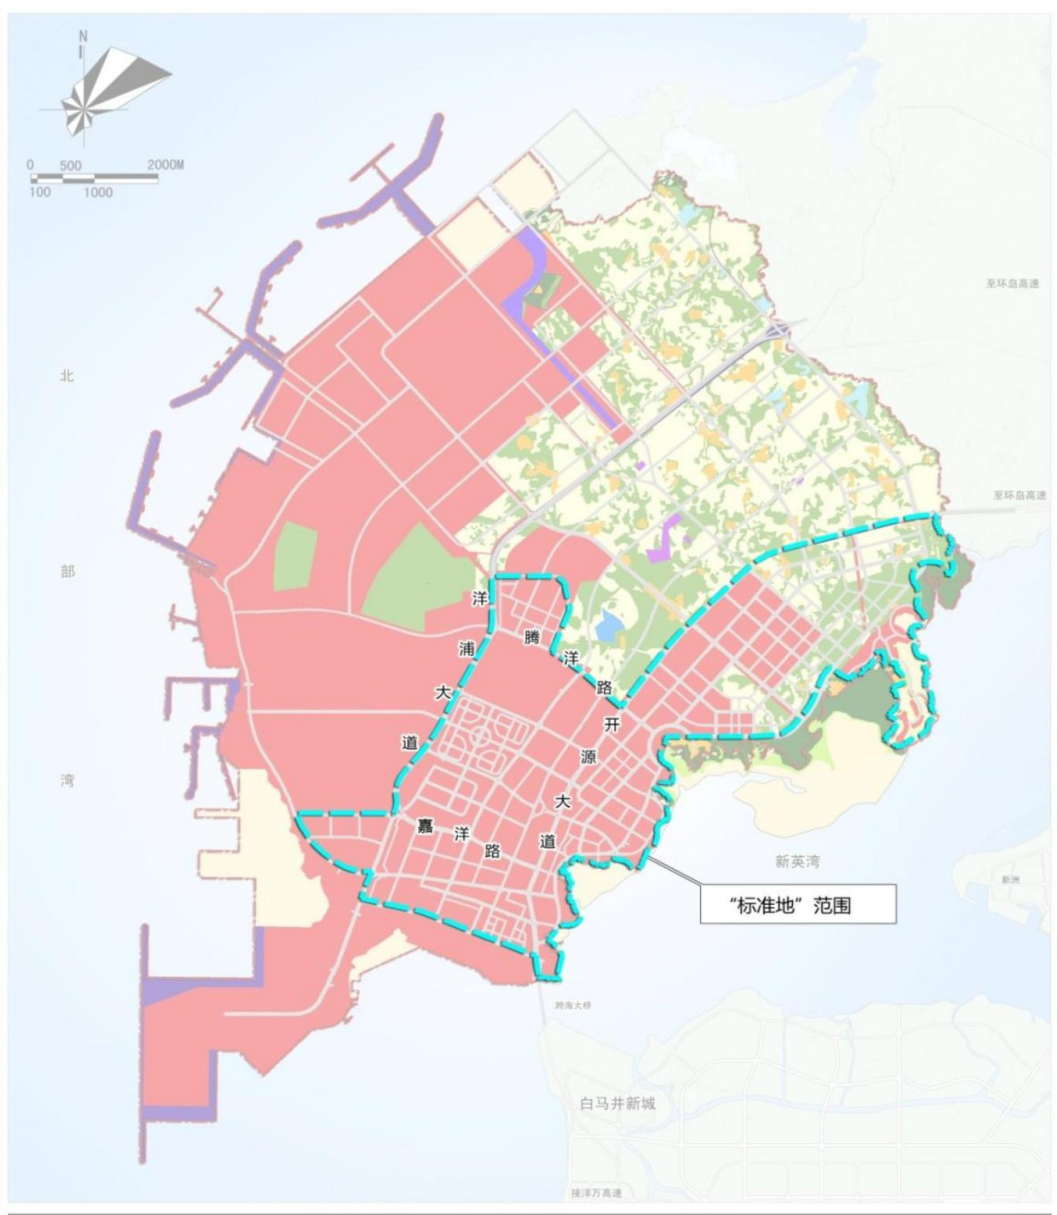 N
0 500 2000M
100 1000
至环岛高速
北部湾
至环岛高速
洋浦大道
腾洋路
开源大道
嘉洋路
新英湾
新洲
“标准地”范围
跨海大桥
白马井新城
接洋万高速